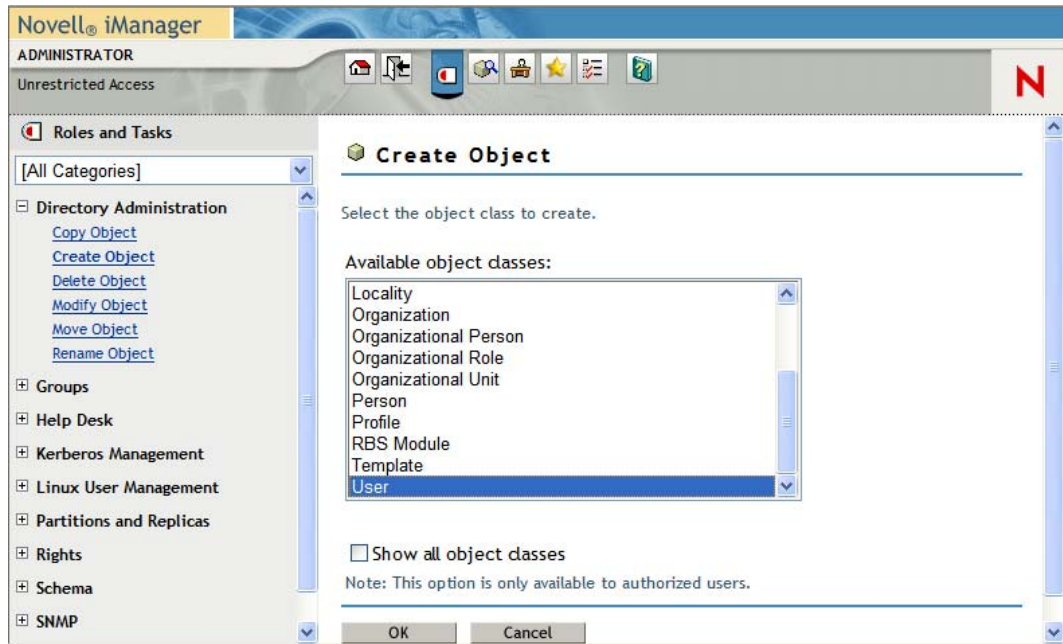 Novell® iManager
ADMINISTRATOR
Unrestricted Access
N
Roles and Tasks
[All Categories]
Directory Administration
Copy Object
Create Object
Delete Object
Modify Object
Move Object
Rename Object
Groups
Help Desk
Kerberos Management
Linux User Management
Partitions and Replicas
Rights
Schema
SNMP
Create Object
Select the object class to create.
Available object classes:
Locality
Organization
Organizational Person
Organizational Role
Organizational Unit
Person
Profile
RBS Module
Template
User
Show all object classes
Note: This option is only available to authorized users.
OK
Cancel